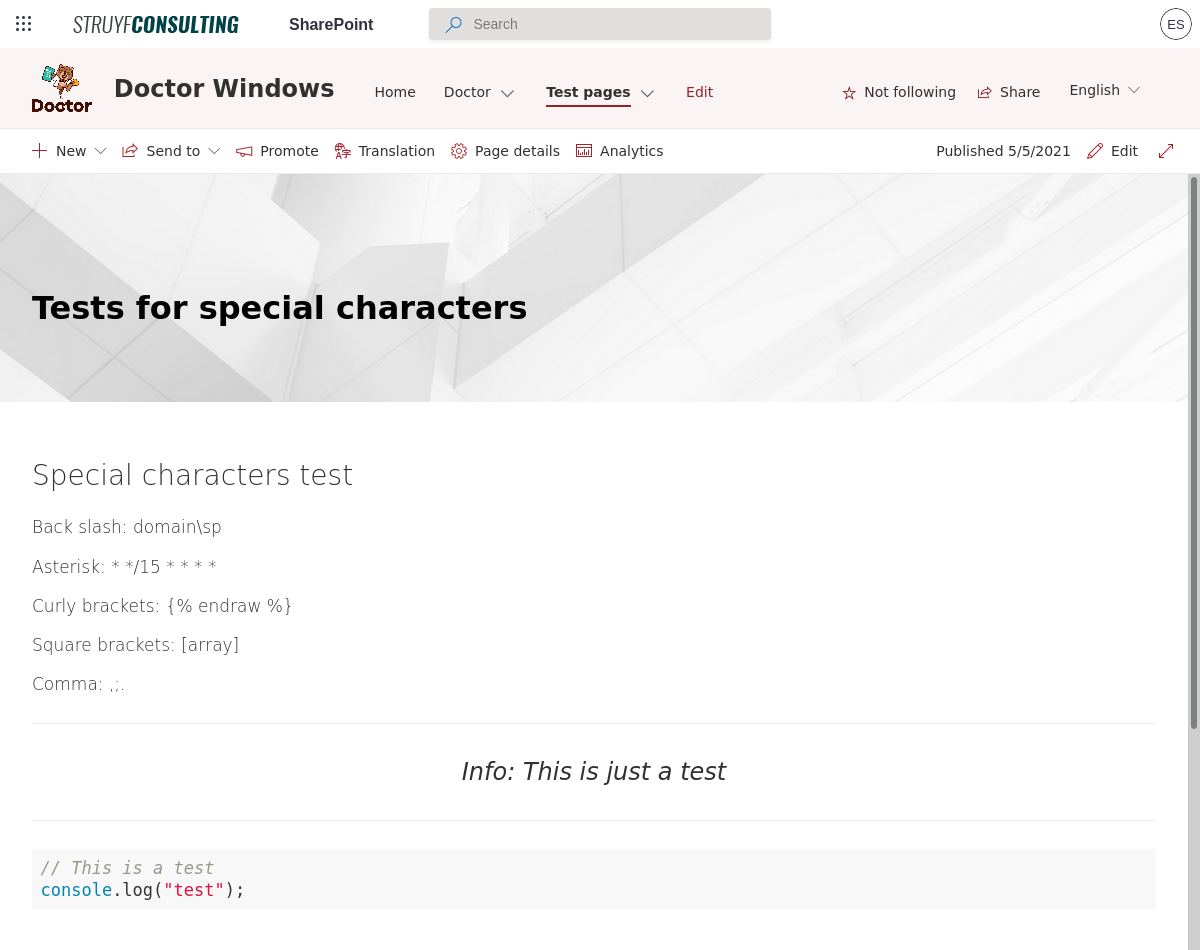 STRUYFCONSULTING SharePoint Search ES
Doctor Doctor Windows Home Doctor Test pages Edit Not following Share English
New Send to Promote Translation Page details Analytics Published 5/5/2021 Edit
Tests for special characters
Special characters test
Back slash: domain\sp
Asterisk: * */15 * * * *
Curly brackets: {% endraw %}
Square brackets: [array]
Comma: ,;.
Info: This is just a test
// This is a test
console.log("test");